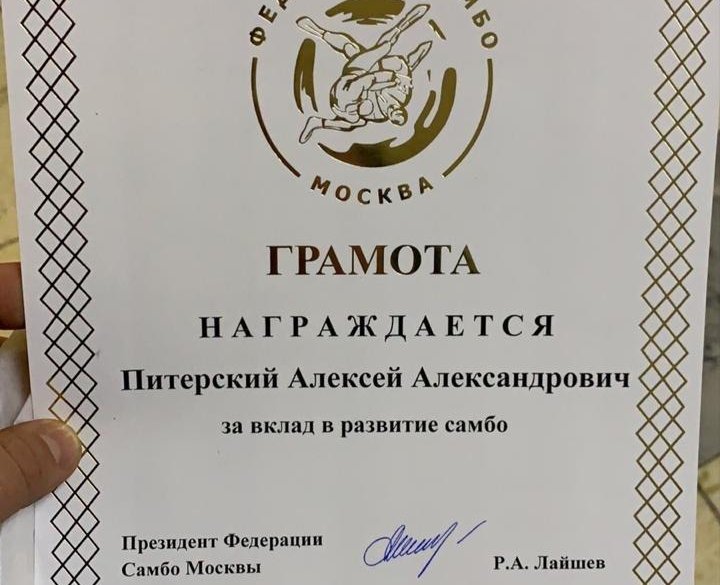 МОСКВА
ГРАМОТА
НАГРАЖДАЕТСЯ
Питерский Алексей Александрович
за вклад в развитие самбо
Президент Федерации
Самбо Москвы
Р.А. Лайшев